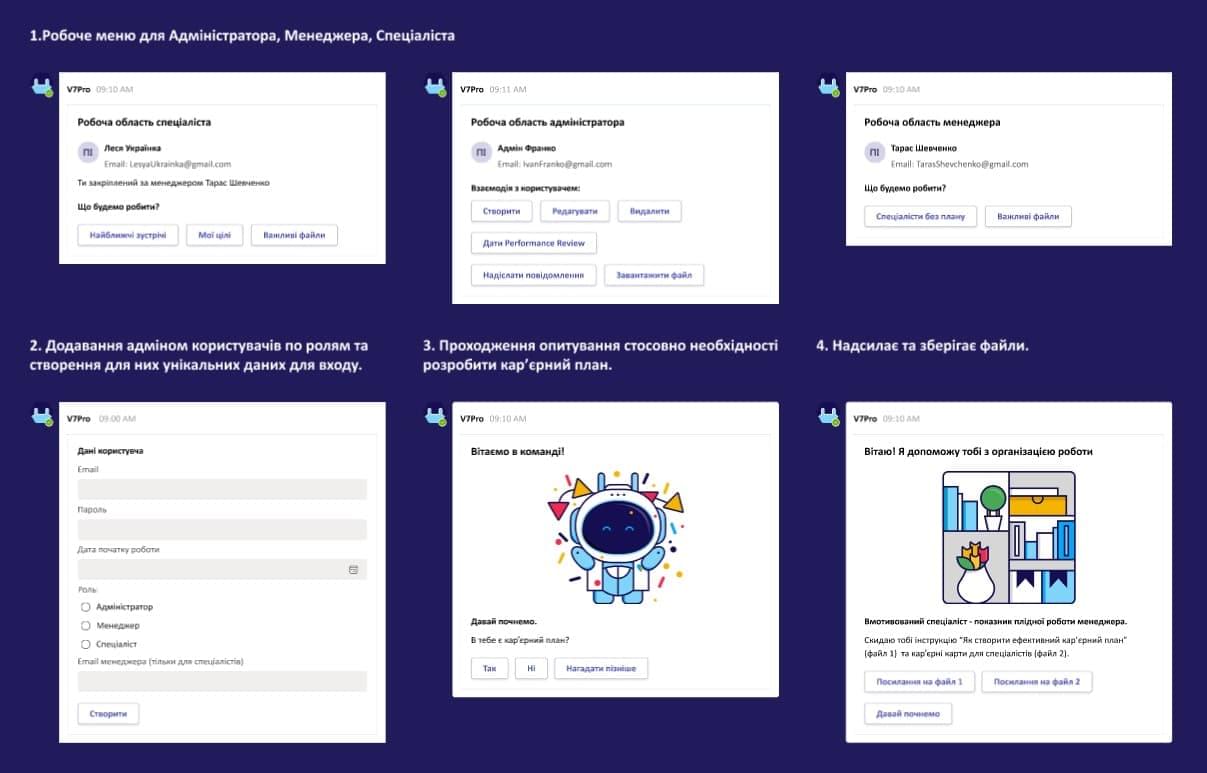 1.Робоче меню для Адміністратора, Менеджера, Спеціаліста
V7Pro 09:10 AM
Робоча область спеціаліста
ПІ
Леся Українка
Email: LesyaUkrainka@gmail.com
Ти закріплений за менеджером Тарас Шевченко
Що будемо робити?
Найближчі зустрічі
Мої цілі
Важливі файли
V7Pro 09:11 AM
Робоча область адміністратора
ПІ
Адмін Франко
Email: IvanFranko@gmail.com
Взаємодія з користувачем:
Створити
Редагувати
Видалити
Дати Performance Review
Надіслати повідомлення
Завантажити файл
V7Pro 09:10 AM
Робоча область менеджера
ПІ
Тарас Шевченко
Email: TarasShevchenko@gmail.com
Що будемо робити?
Спеціалісти без плану
Важливі файли
2. Додавання адміном користувачів по ролям та
створення для них унікальних даних для входу.
V7Pro 09:00 AM
Дані користувча
Email
Пароль
Дата початку роботи
Роль:
Адміністратор
Менеджер
Спеціаліст
Email менеджера (тільки для спеціалістів)
Створити
3. Проходження опитування стосовно необхідності
розробити кар’єрний план.
V7Pro 09:10 AM
Вітаємо в команді!
Давай почнемо.
В тебе є кар'єрний план?
Так
Ні
Нагадати пізніше
4. Надсилає та зберігає файли.
V7Pro 09:10 AM
Вітаю! Я допоможу тобі з організацією роботи
Вмотивований спеціаліст - показник плідної роботи менеджера.
Скидаю тобі інструкцію "Як створити ефективний кар'єрний план"
(файл 1) та кар'єрні карти для спеціалістів (файл 2).
Посилання на файл 1
Посилання на файл 2
Давай почнемо